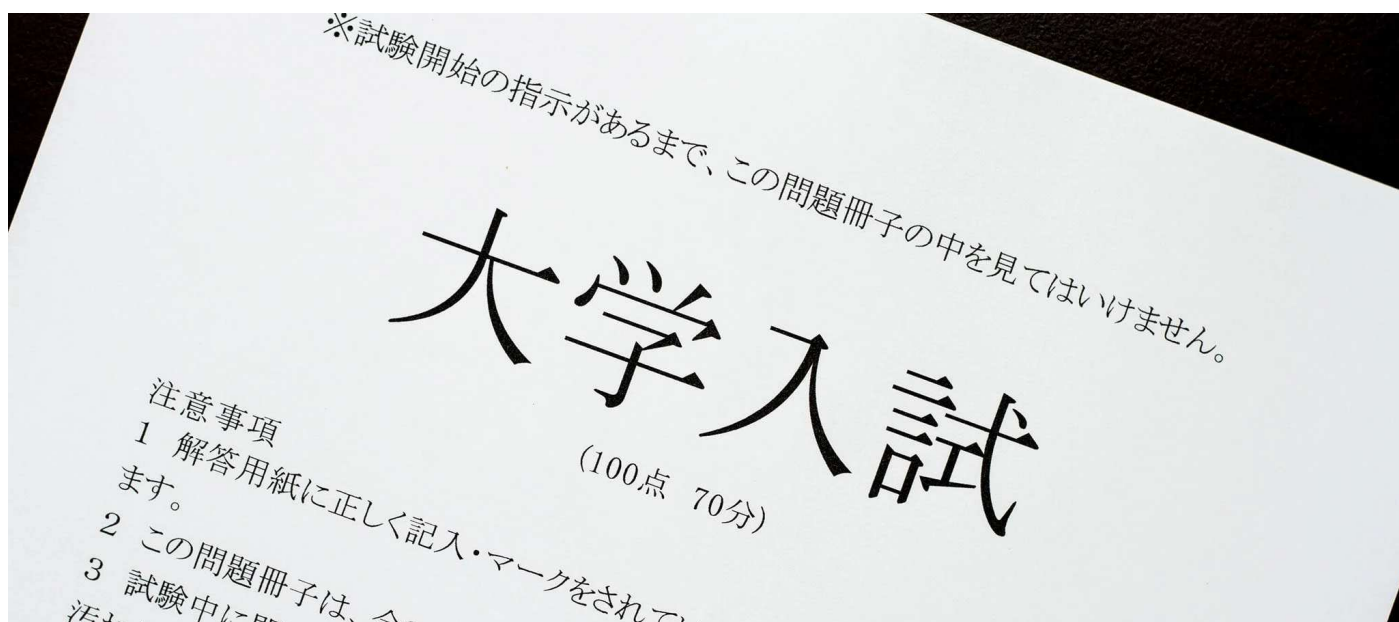 ※試験開始の指示があるまで、この問題冊子の中を見てはいけません。
大学入試
(100点 70分)
注意事項
1 解答用紙に正しく記入・マークをされて
ます。
2 この問題冊子は、
3 試験中に